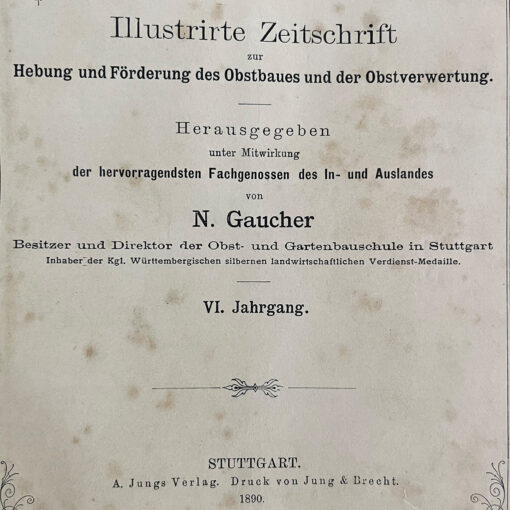 Illustrirte Zeitschrift
zur
Hebung und Förderung des Obstbaues und der Obstverwertung.
Herausgegeben
unter Mitwirkung
der hervorragendsten Fachgenossen des In- und Auslandes
von
N. Gaucher
Besitzer und Direktor der Obst- und Gartenbauschule in Stuttgart
Inhaber der Kgl. Württembergischen silbernen landwirtschaftlichen Verdienst-Medaille.
VI. Jahrgang.
STUTTGART.
A. Jungs Verlag. Druck von Jung & Brecht.
1890.